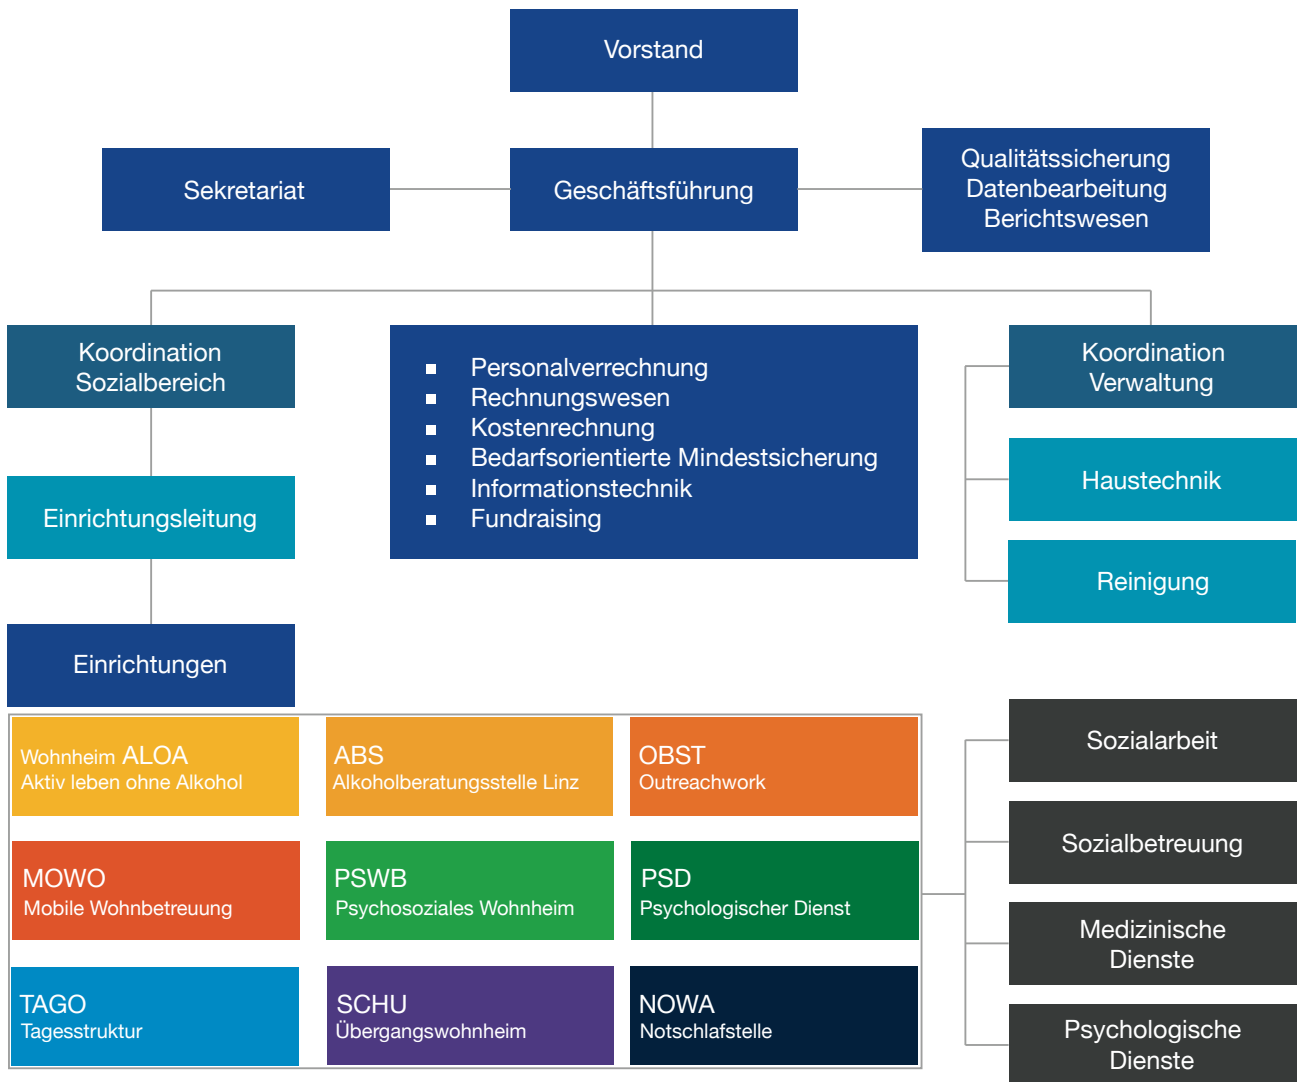 Vorstand
Sekretariat
Geschäftsführung
Qualitätssicherung
Datenbearbeitung
Berichtswesen
Koordination
Sozialbereich
Personalverrechnung
Rechnungswesen
Kostenrechnung
Bedarfsorientierte Mindestsicherung
Informationstechnik
Fundraising
Koordination
Verwaltung
Einrichtungsleitung
Haustechnik
Reinigung
Einrichtungen
Wohnheim ALOA
Aktiv leben ohne Alkohol
ABS
Alkoholberatungsstelle Linz
OBST
Outreachwork
MOWO
Mobile Wohnbetreuung
PSWB
Psychosoziales Wohnheim
PSD
Psychologischer Dienst
TAGO
Tagesstruktur
SCHU
Übergangswohnheim
NOWA
Notschlafstelle
Sozialarbeit
Sozialbetreuung
Medizinische
Dienste
Psychologische
Dienste